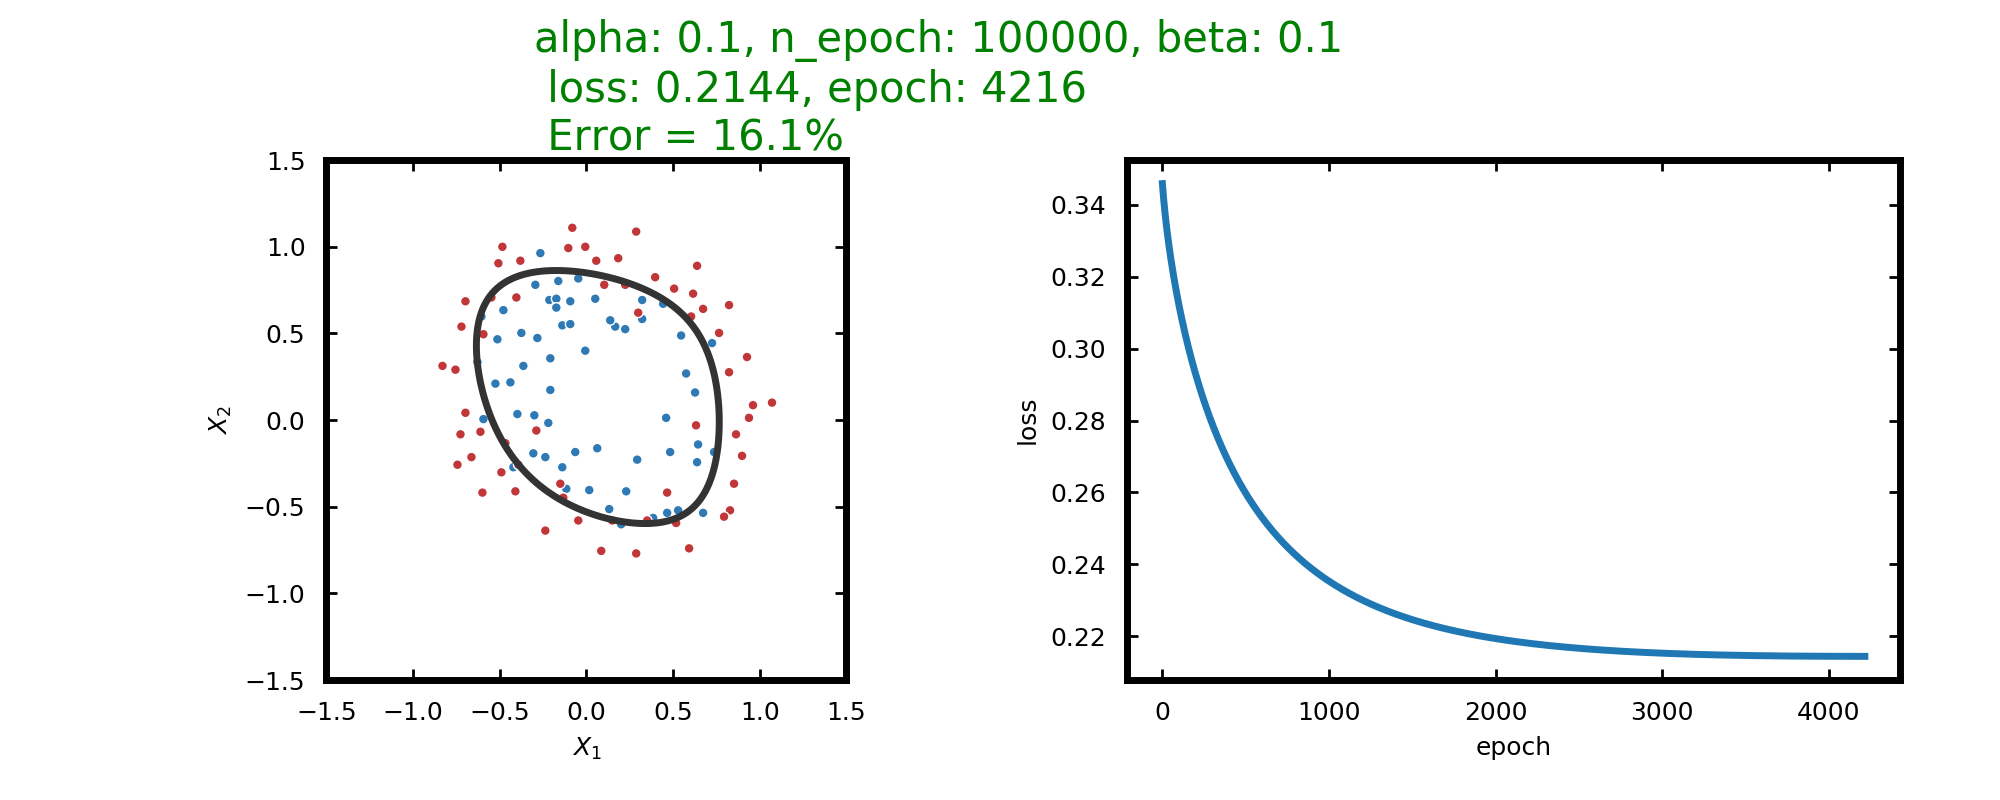 alpha: 0.1, n_epoch: 100000, beta: 0.1
loss: 0.2144, epoch: 4216
Error = 16.1%
1.5
1.0
0.5
0.0
−0.5
−1.0
−1.5
X₂
−1.5 −1.0 −0.5 0.0 0.5 1.0 1.5
X₁
0.34
0.32
0.30
0.28
0.26
0.24
0.22
loss
0 1000 2000 3000 4000
epoch